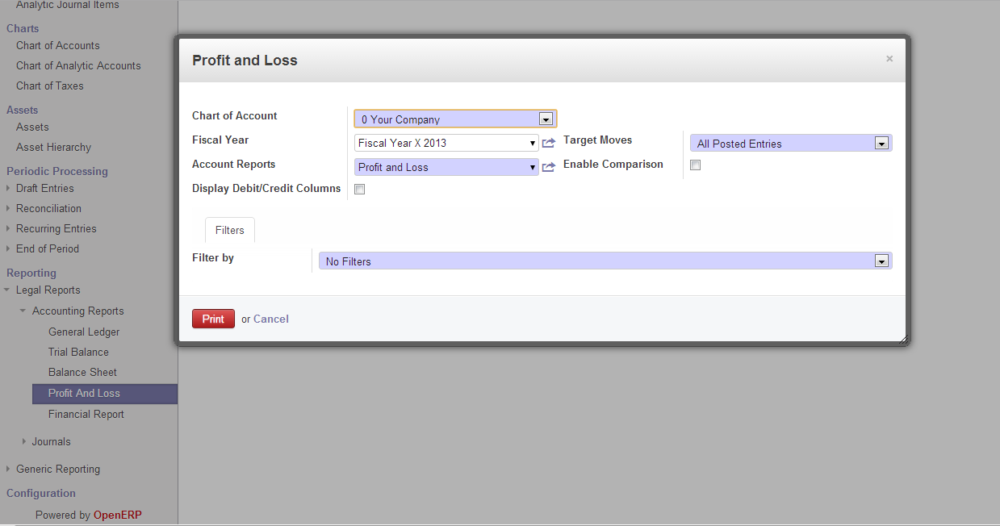 Analytic Journal Items
Charts
Chart of Accounts
Chart of Analytic Accounts
Chart of Taxes
Assets
Assets
Asset Hierarchy
Periodic Processing
Draft Entries
Reconciliation
Recurring Entries
End of Period
Reporting
Legal Reports
Accounting Reports
General Ledger
Trial Balance
Balance Sheet
Profit And Loss
Financial Report
Journals
Generic Reporting
Configuration
Powered by OpenERP
Profit and Loss
×
Chart of Account
0 Your Company
Fiscal Year
Fiscal Year X 2013
Target Moves
All Posted Entries
Account Reports
Profit and Loss
Enable Comparison
Display Debit/Credit Columns
Filters
Filter by
No Filters
Print or Cancel